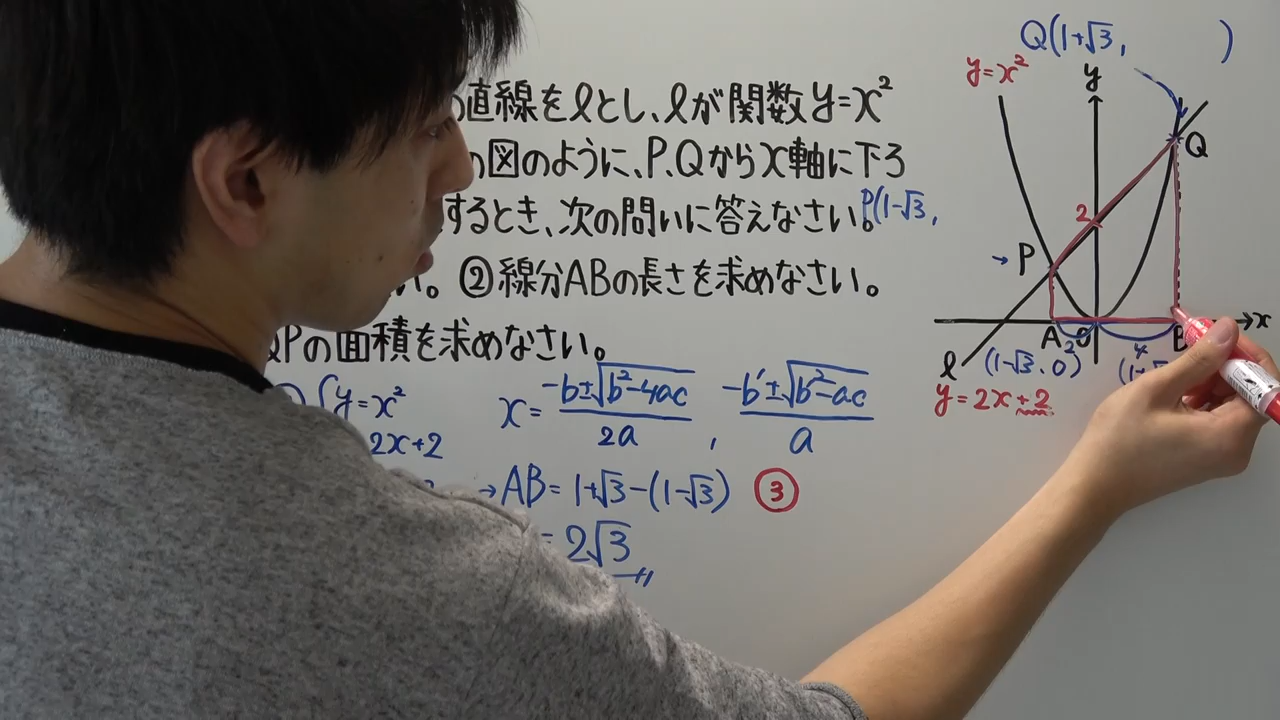 直線をℓとし、ℓが関数y=x²
の図のように、P、Qからx軸に下ろ
するとき、次の問いに答えなさい。
い。②線分ABの長さを求めなさい。
QPの面積を求めなさい。
y=x²
2x+2
x= -b±√b²-4ac / 2a , -b'±√b'²-ac / a
→AB=1+√3-(1-√3) ③
=2√3
Q(1+√3, )
y=x²
y
Q
2
P(1-√3,
→ P
A 2 O 4 B x
ℓ (1-√3, 0) (1+√
y=2x+2